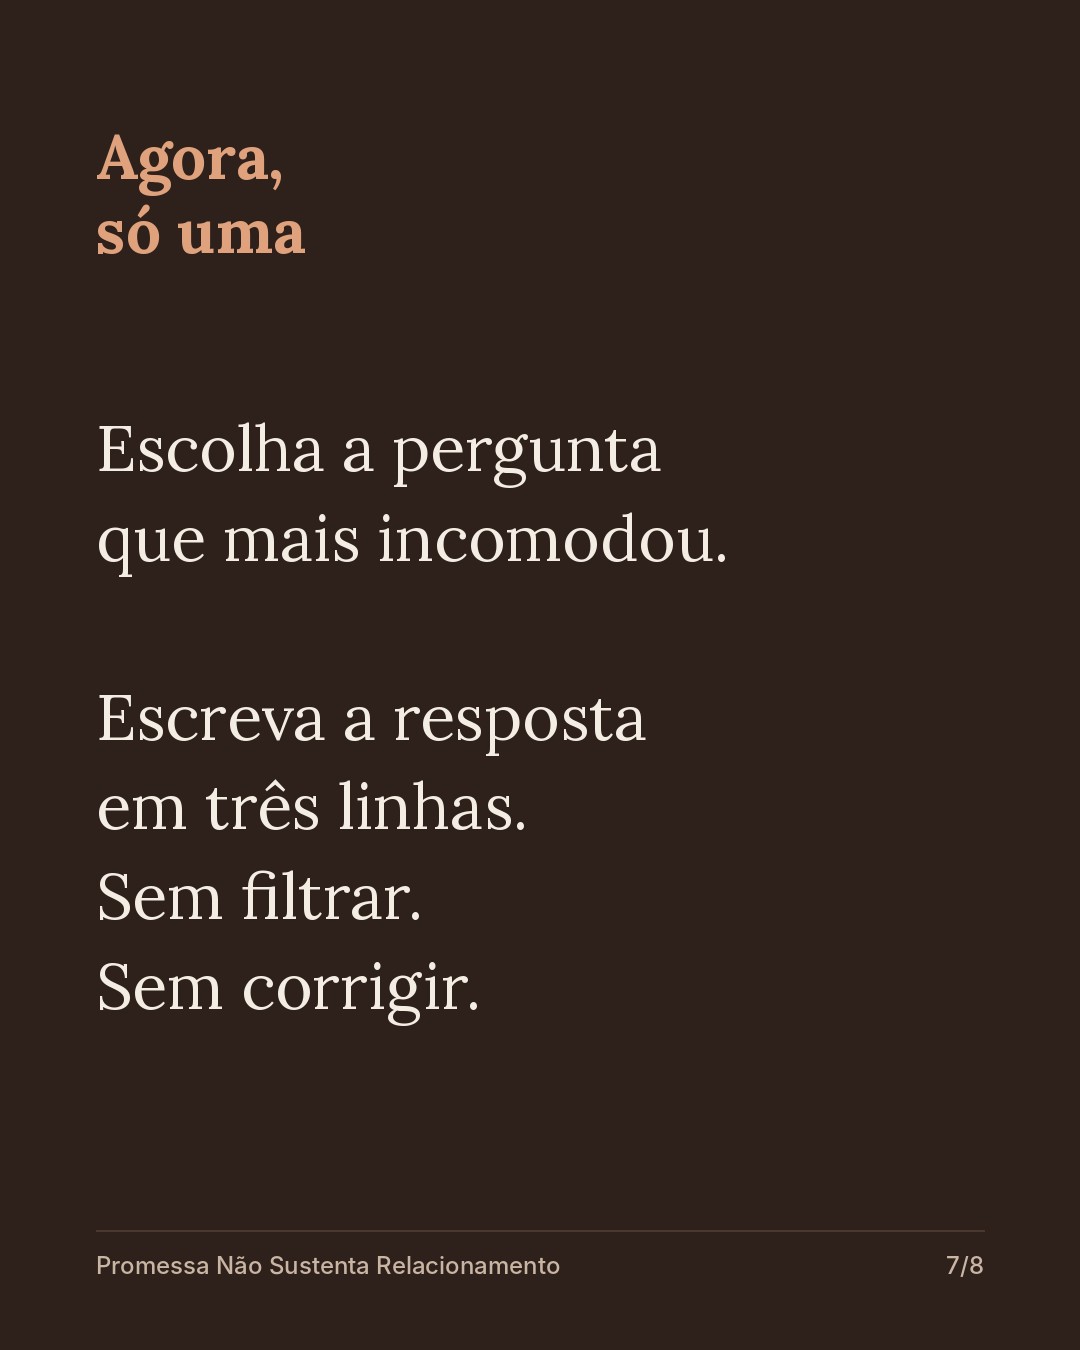 Agora,
só uma
Escolha a pergunta
que mais incomodou.
Escreva a resposta
em três linhas.
Sem filtrar.
Sem corrigir.
Promessa Não Sustenta Relacionamento
7/8